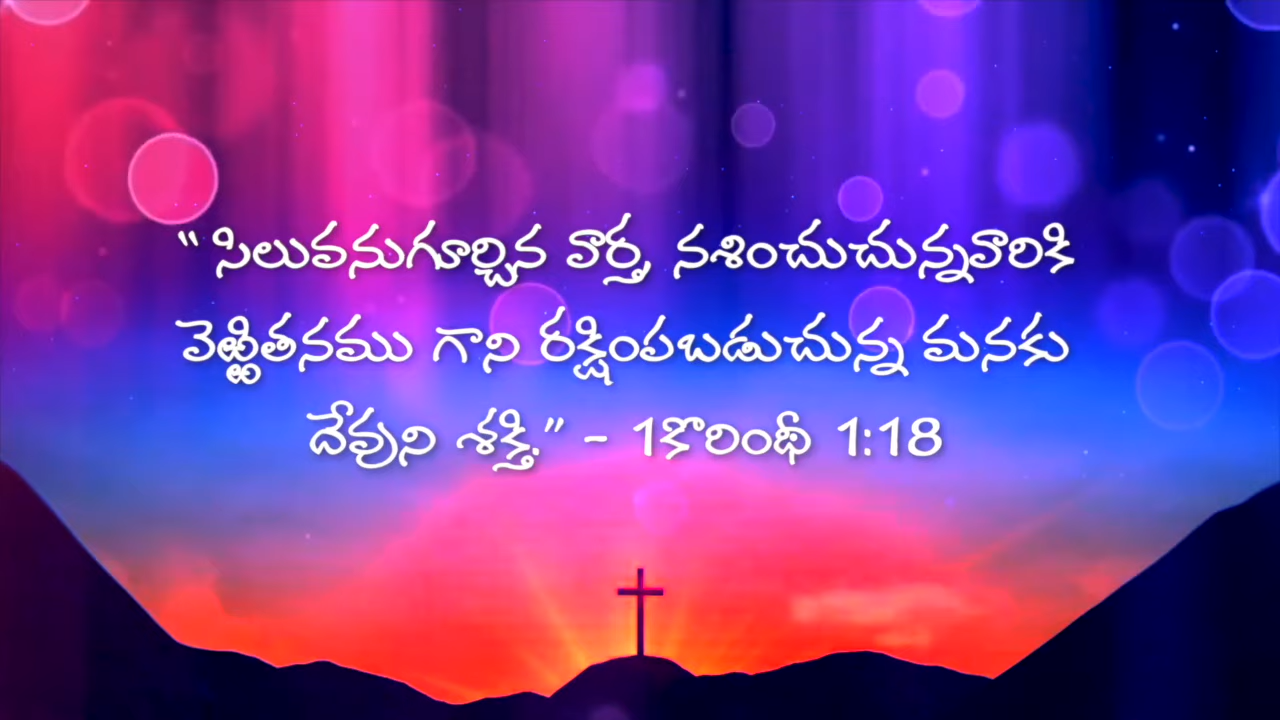 “ సిలువనుగూర్చిన వార్త, నశించుచున్నవారికి
వెఱ్ఱితనము గాని రక్షింపబడుచున్న మనకు
దేవుని శక్తి.” - 1కొరింథీ 1:18